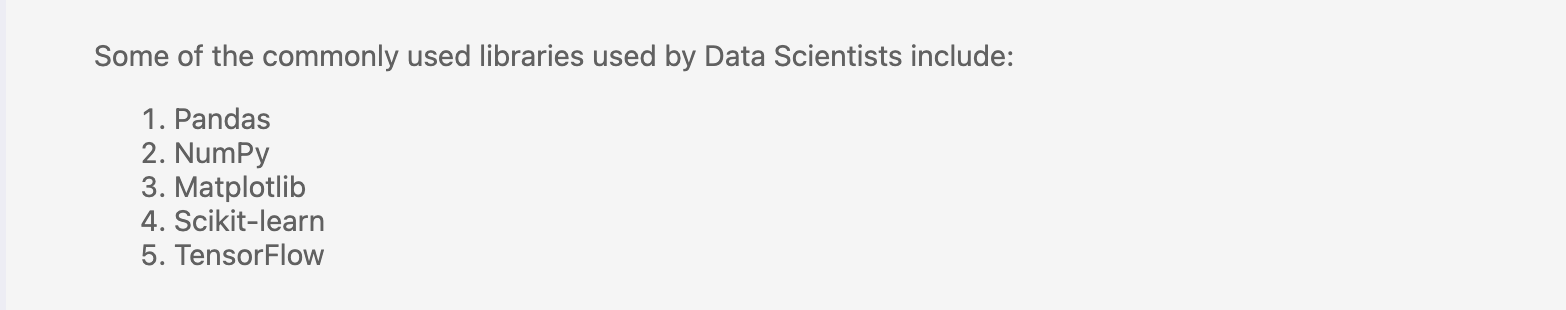 Some of the commonly used libraries used by Data Scientists include:
1. Pandas
2. NumPy
3. Matplotlib
4. Scikit-learn
5. TensorFlow